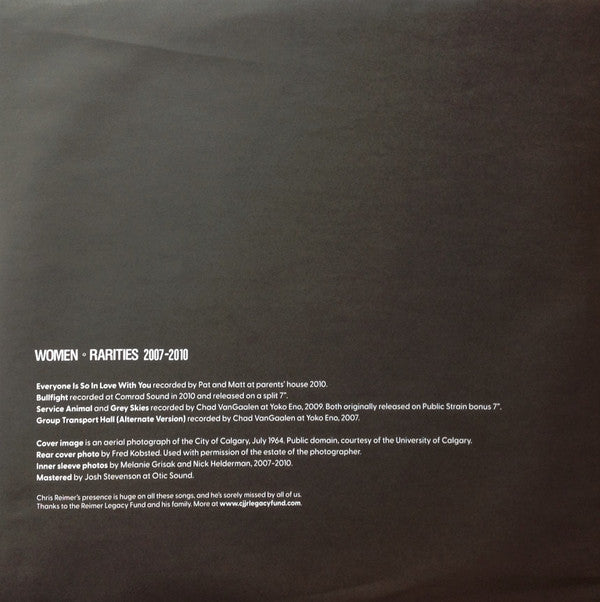 WOMEN • RARITIES 2007-2010
Everyone Is So In Love With You recorded by Pat and Matt at parents' house 2010.
Bullfight recorded at Comrad Sound in 2010 and released on a split 7".
Service Animal and Grey Skies recorded by Chad VanGaalen at Yoko Eno, 2009. Both originally released on Public Strain bonus 7".
Group Transport Hall (Alternate Version) recorded by Chad VanGaalen at Yoko Eno, 2007.
Cover image is an aerial photograph of the City of Calgary, July 1964. Public domain, courtesy of the University of Calgary.
Rear cover photo by Fred Kobsted. Used with permission of the estate of the photographer.
Inner sleeve photos by Melanie Grisak and Nick Helderman, 2007-2010.
Mastered by Josh Stevenson at Otic Sound.
Chris Reimer's presence is huge on all these songs, and he's sorely missed by all of us.
Thanks to the Reimer Legacy Fund and his family. More at www.cjjrlegacyfund.com.